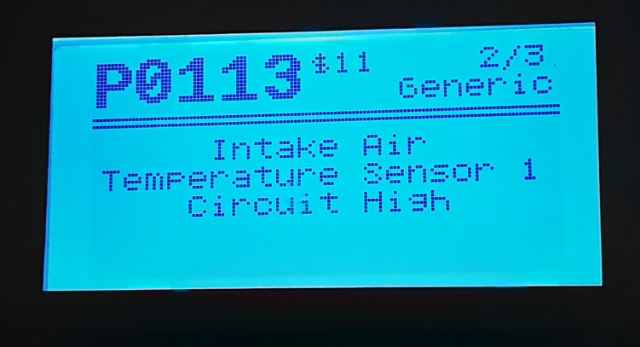 P0113 $11 2/3
Generic
Intake Air
Temperature Sensor 1
Circuit High